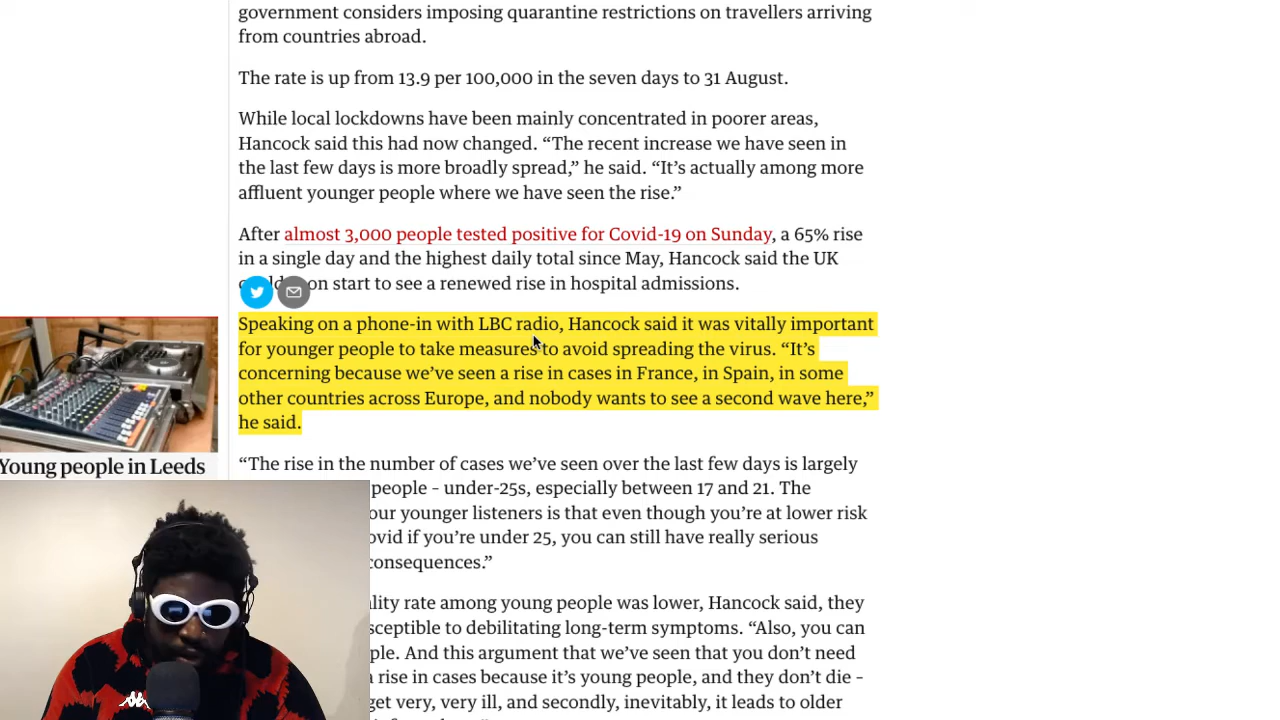 government considers imposing quarantine restrictions on travellers arriving
from countries abroad.
The rate is up from 13.9 per 100,000 in the seven days to 31 August.
While local lockdowns have been mainly concentrated in poorer areas,
Hancock said this had now changed. “The recent increase we have seen in
the last few days is more broadly spread,” he said. “It’s actually among more
affluent younger people where we have seen the rise.”
After almost 3,000 people tested positive for Covid-19 on Sunday, a 65% rise
in a single day and the highest daily total since May, Hancock said the UK
start to see a renewed rise in hospital admissions.
Speaking on a phone-in with LBC radio, Hancock said it was vitally important
for younger people to take measures to avoid spreading the virus. “It’s
concerning because we’ve seen a rise in cases in France, in Spain, in some
other countries across Europe, and nobody wants to see a second wave here,”
he said.
Young people in Leeds
“The rise in the number of cases we’ve seen over the last few days is largely
people – under-25s, especially between 17 and 21. The
our younger listeners is that even though you’re at lower risk
if you’re under 25, you can still have really serious
consequences.”
rate among young people was lower, Hancock said, they
to debilitating long-term symptoms. “Also, you can
And this argument that we’ve seen that you don’t need
rise in cases because it’s young people, and they don’t die –
get very, very ill, and secondly, inevitably, it leads to older